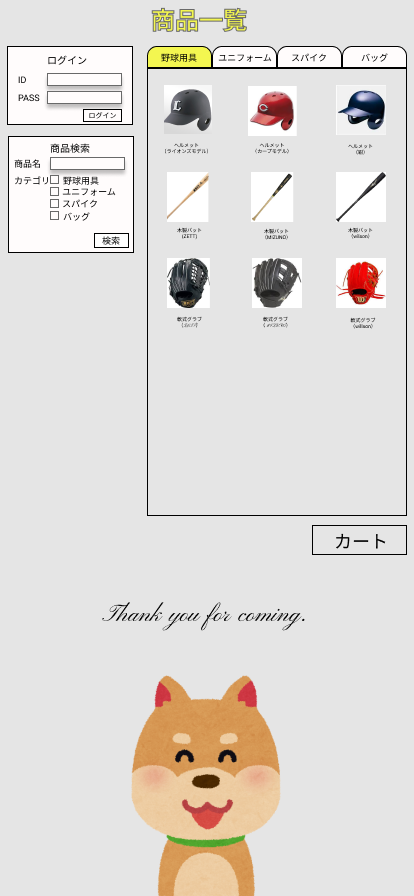 商品一覧
ログイン
ID
PASS
ログイン
商品検索
商品名
カテゴリ
野球用具
ユニフォーム
スパイク
バッグ
検索
野球用具
ユニフォーム
スパイク
バッグ
ヘルメット
(ライオンズモデル)
ヘルメット
(カープモデル)
ヘルメット
(紺)
木製バット
(ZETT)
木製バット
(MIZUNO)
木製バット
(wilson)
軟式グラブ
軟式グラブ
軟式グラブ
(willson)
カート
Thank you for coming.